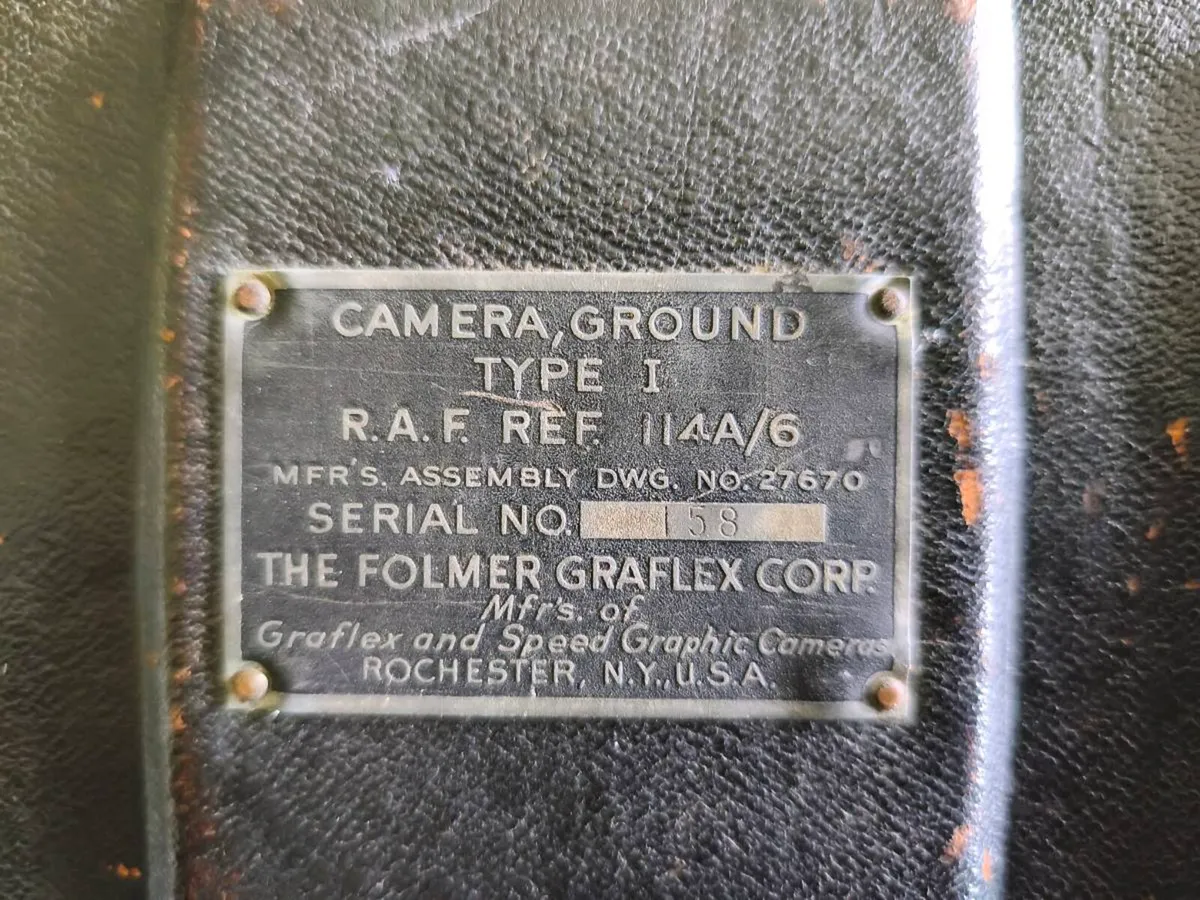 CAMERA, GROUND
TYPE I
R.A.F. REF. 114A/6
MFR'S. ASSEMBLY DWG. NO. 27670
SERIAL NO. 158
THE FOLMER GRAFLEX CORP.
Mfr's. of
Graflex and Speed Graphic Cameras
ROCHESTER, N.Y., U.S.A.